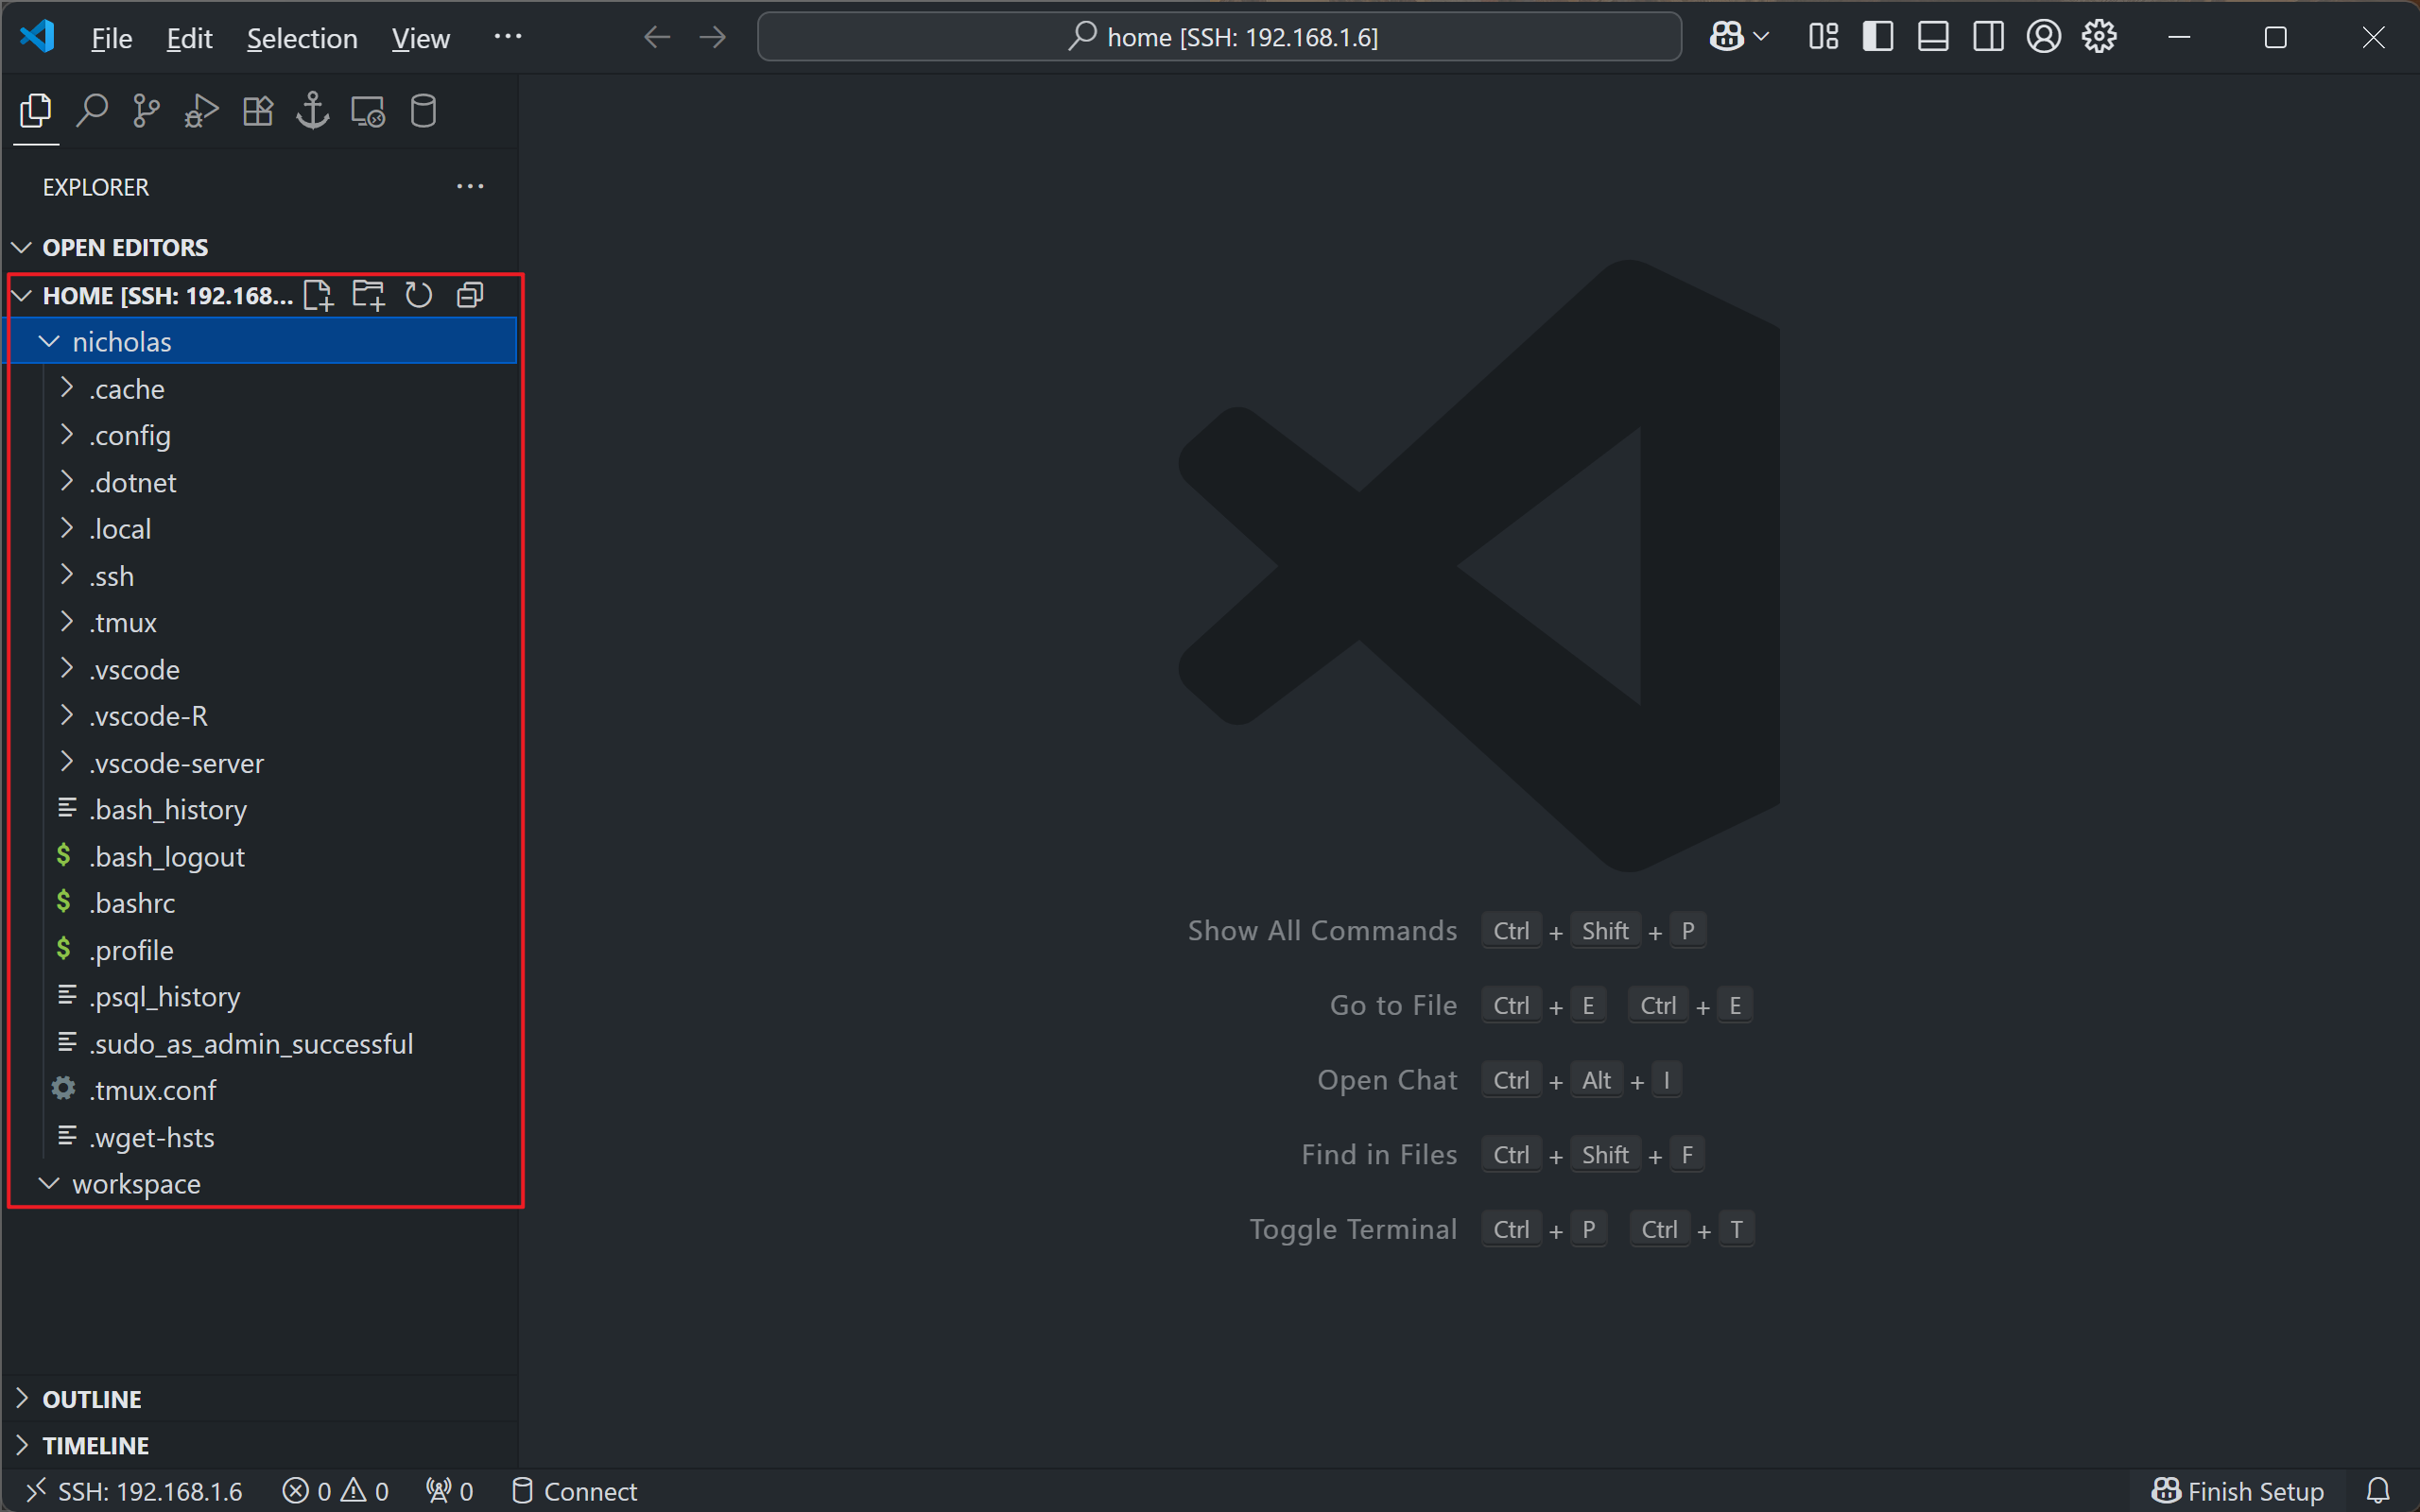 File Edit Selection View ···
home [SSH: 192.168.1.6]
EXPLORER
OPEN EDITORS
HOME [SSH: 192.168...
nicholas
.cache
.config
.dotnet
.local
.ssh
.tmux
.vscode
.vscode-R
.vscode-server
.bash_history
$ .bash_logout
$ .bashrc
$ .profile
.psql_history
.sudo_as_admin_successful
.tmux.conf
.wget-hsts
workspace
OUTLINE
TIMELINE
Show All Commands Ctrl + Shift + P
Go to File Ctrl + E Ctrl + E
Open Chat Ctrl + Alt + I
Find in Files Ctrl + Shift + F
Toggle Terminal Ctrl + P Ctrl + T
SSH: 192.168.1.6 0 0 0 Connect Finish Setup